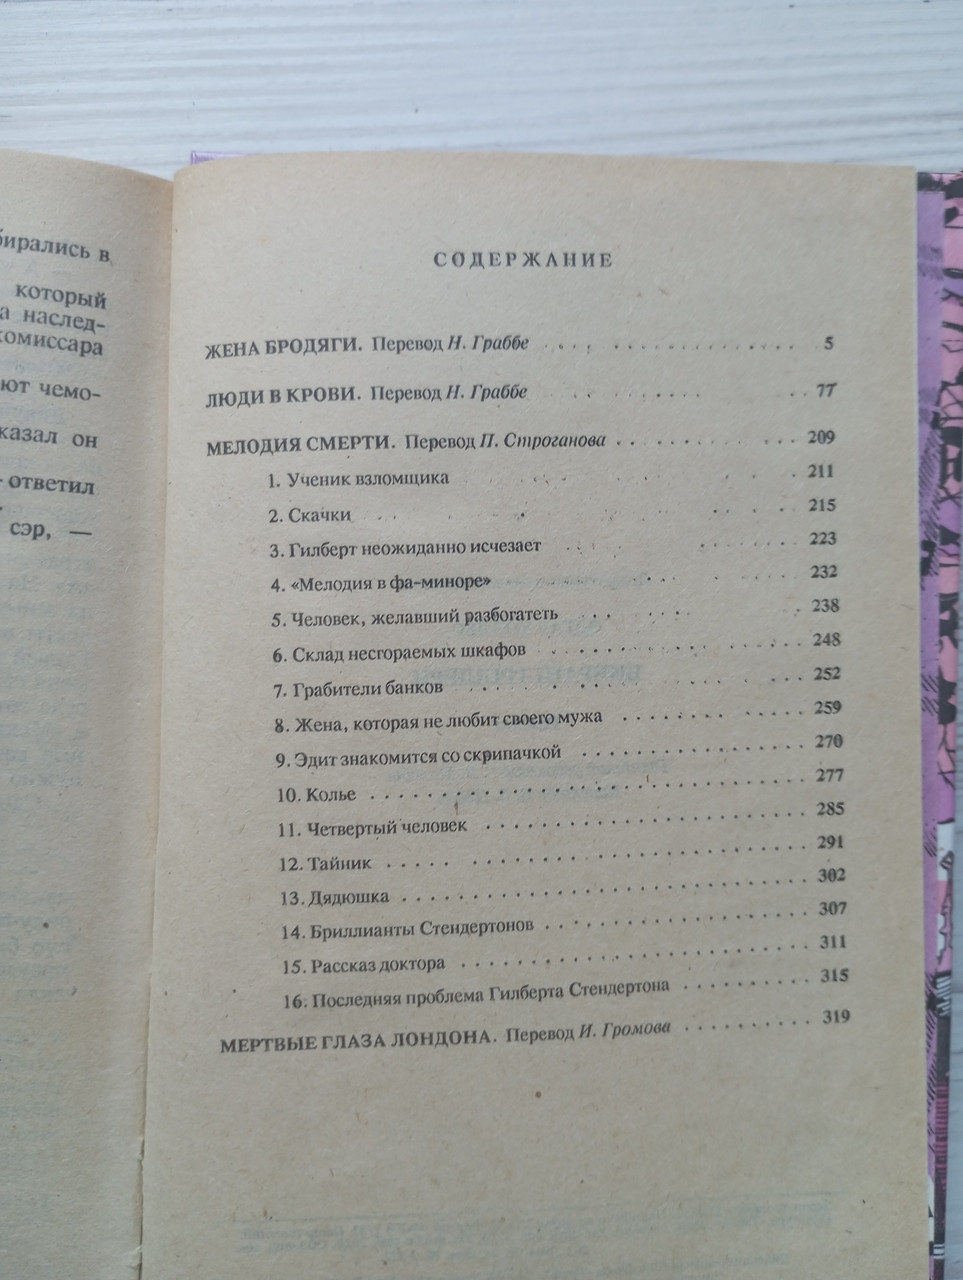 бирались в
который
а наслед-
комиссара
ют чемо-
казал он
ответил
сэр, —
СОДЕРЖАНИЕ
ЖЕНА БРОДЯГИ. Перевод Н. Граббе 5
ЛЮДИ В КРОВИ. Перевод Н. Граббе 77
МЕЛОДИЯ СМЕРТИ. Перевод П. Строганова 209
1. Ученик взломщика 211
2. Скачки 215
3. Гилберт неожиданно исчезает 223
4. «Мелодия в фа-миноре» 232
5. Человек, желавший разбогатеть 238
6. Склад несгораемых шкафов 248
7. Грабители банков 252
8. Жена, которая не любит своего мужа 259
9. Эдит знакомится со скрипачкой 270
10. Колье 277
11. Четвертый человек 285
12. Тайник 291
13. Дядюшка 302
14. Бриллианты Стендертонов 307
15. Рассказ доктора 311
16. Последняя проблема Гилберта Стендертона 315
МЕРТВЫЕ ГЛАЗА ЛОНДОНА. Перевод И. Громова 319